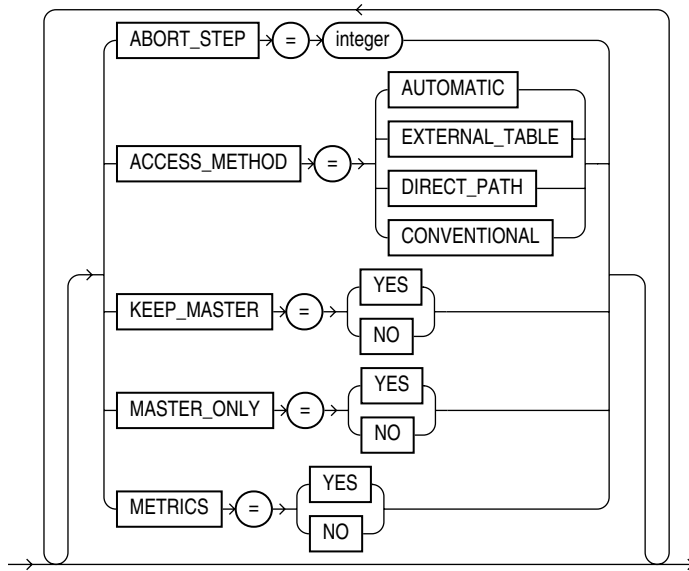 ABORT_STEP = integer
AUTOMATIC
EXTERNAL_TABLE
ACCESS_METHOD =
DIRECT_PATH
CONVENTIONAL
YES
KEEP_MASTER =
NO
YES
MASTER_ONLY =
NO
YES
METRICS =
NO